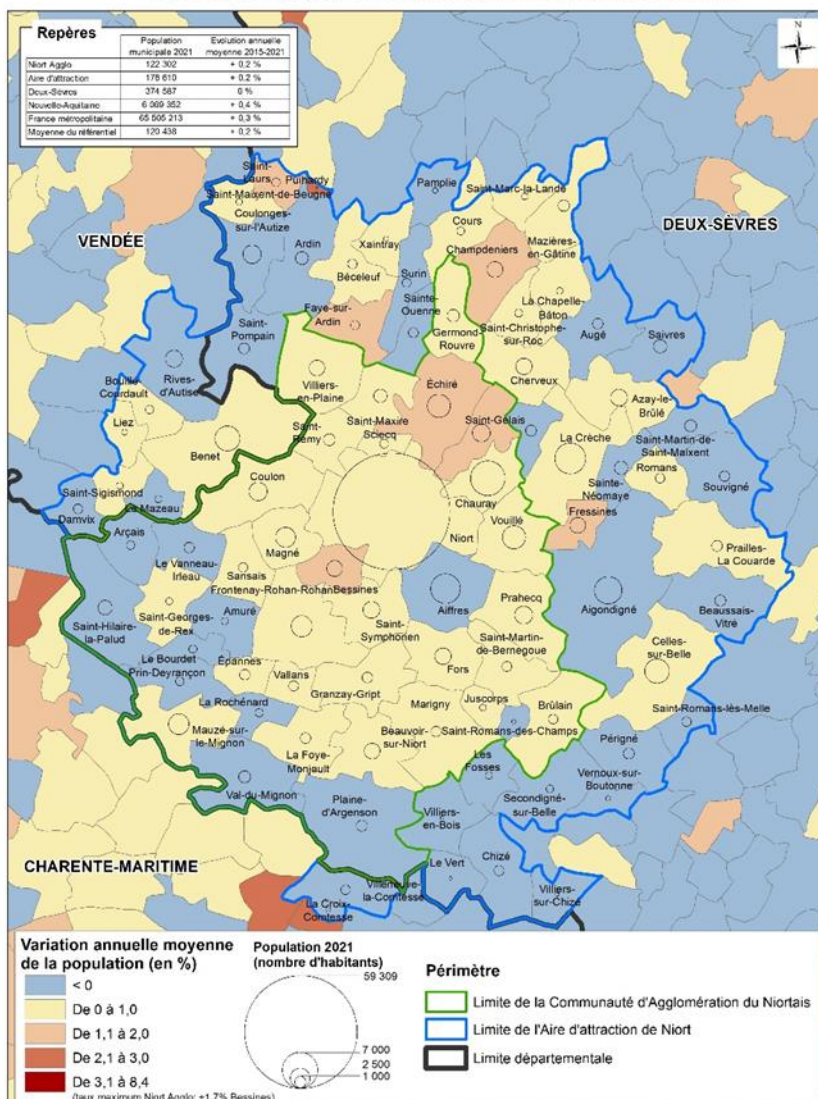 Repères
Population municipale 2021
Evolution annuelle moyenne 2015-2021
Niort Agglo 122 302 + 0,2 %
Aire d'attraction 178 610 + 0,2 %
Deux-Sèvres 374 587 0 %
Nouvelle-Aquitaine 6 069 352 + 0,4 %
France métropolitaine 65 505 213 + 0,3 %
Moyenne du référentiel 120 438 + 0,2 %
N
VENDÉE
DEUX-SÈVRES
CHARENTE-MARITIME
Saint-
Laurs
Puihardy
Saint-Maixent-de-Beugné
Coulonges-
sur-l'Autize
Ardin
Pamplie
Saint-Marc-la-Lande
Cours
Xaintray
Champdeniers
Mazières-
en-Gâtine
Béceleuf
Surin
Sainte-
Ouenne
La Chapelle-
Bâton
Faye-sur-
Ardin
Germond-
Rouvre
Saint-Christophe-
sur-Roc
Augé
Saivres
Saint-
Pompain
Rives-
d'Autise
Villiers-
en-Plaine
Échiré
Cherveux
Azay-le-
Brûlé
Bouillé-
Courdault
Liez
Benet
Saint-
Rémy
Saint-Maxire
Sciecq
Saint-Gelais
La Crèche
Saint-Martin-de-
Saint-Maixent
Romans
Souvigné
Sainte-
Néomaye
Saint-Sigismond
Coulon
Chauray
Le Mazeau
Damvix
Arçais
Vouillé
Fressines
Niort
Magné
Prailles-
La Couarde
Le Vanneau-
Irleau
Sansais
Frontenay-Rohan-Rohan
Bessines
Aiffres
Prahecq
Aigondigné
Beaussais-
Vitré
Saint-Georges-
de-Rex
Amuré
Saint-Hilaire-
la-Palud
Saint-
Symphorien
Saint-Martin-
de-Bernegoue
Celles-
sur-Belle
Le Bourdet
Prin-Deyrançon
Épannes
Vallans
Fors
Granzay-Gript
Juscorps
Brûlain
Saint-Romans-lès-Melle
La Rochénard
Marigny
Mauzé-sur-
le-Mignon
Beauvoir-
sur-Niort
Saint-Romans-des-Champs
Périgné
La Foye-
Monjault
Les
Fosses
Vernoux-sur-
Boutonne
Val-du-Mignon
Plaine-
d'Argenson
Villiers-
en-Bois
Secondigné-
sur-Belle
Le Vert
Chizé
Villeneuve-
la-Comtesse
La Croix-
Comtesse
Villiers-
sur-Chizé
Variation annuelle moyenne
de la population (en %)
< 0
De 0 à 1,0
De 1,1 à 2,0
De 2,1 à 3,0
De 3,1 à 8,4
(taux maximum Niort Agglo: +1,7% Bessines)
Population 2021
(nombre d'habitants)
59 309
7 000
2 500
1 000
Périmètre
Limite de la Communauté d'Agglomération du Niortais
Limite de l'Aire d'attraction de Niort
Limite départementale